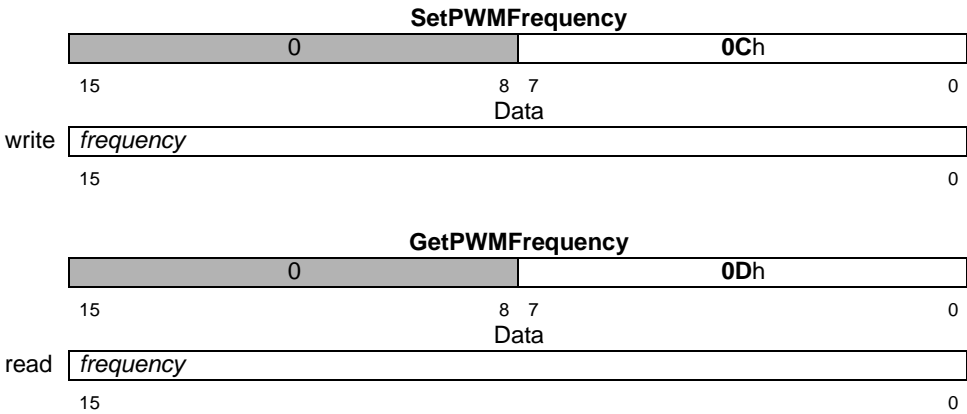 SetPWMFrequency
0 0Ch
15 8 7 0
Data
write frequency
15 0
GetPWMFrequency
0 0Dh
15 8 7 0
Data
read frequency
15 0